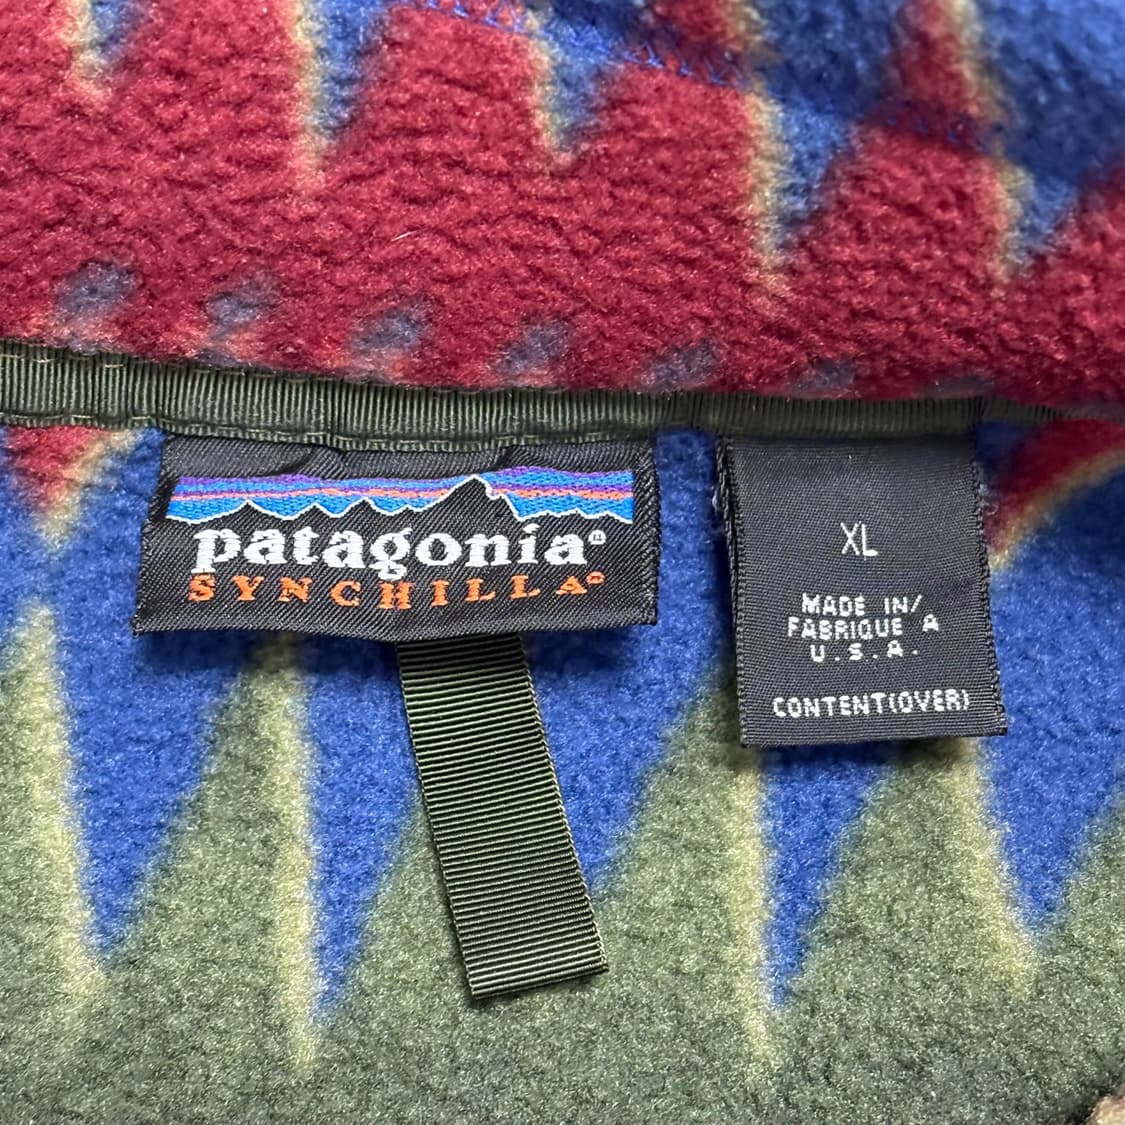 patagonia®
SYNCHILLA®
XL
MADE IN/
FABRIQUE A
U.S.A.
CONTENT(OVER)